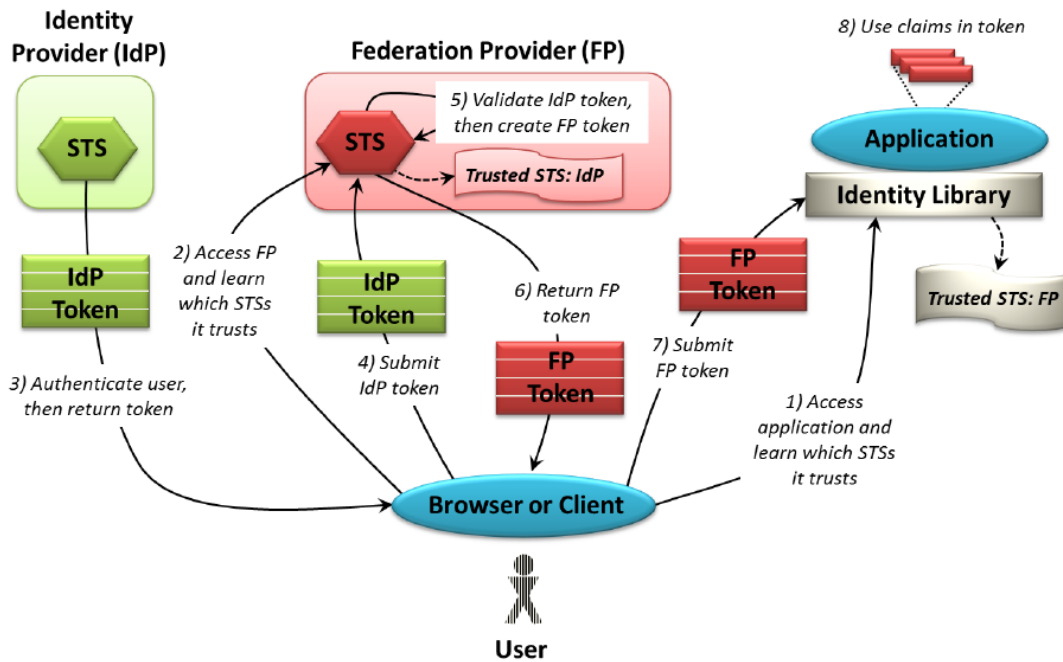 Identity
Provider (IdP)
STS
IdP
Token
3) Authenticate user,
then return token
Federation Provider (FP)
STS
5) Validate IdP token,
then create FP token
Trusted STS: IdP
2) Access FP
and learn
which STSs
it trusts
IdP
Token
4) Submit
IdP token
6) Return FP
token
FP
Token
FP
Token
7) Submit
FP token
8) Use claims in token
Application
Identity Library
Trusted STS: FP
1) Access
application and
learn which STSs
it trusts
Browser or Client
User